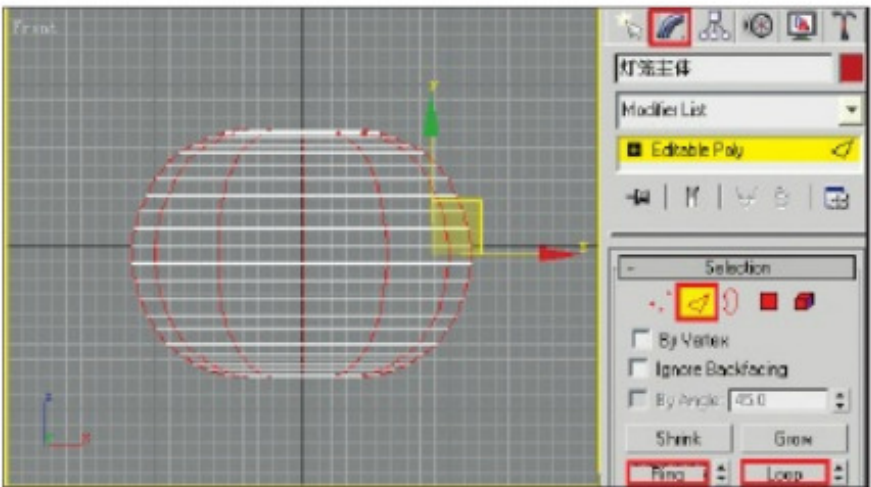 Front
灯笼主体
Modifier List
Editable Poly
y
x
Selection
By Vertex
Ignore Backfacing
By Angle: 45.0
z
x
Shrink Grow
Ring Loop